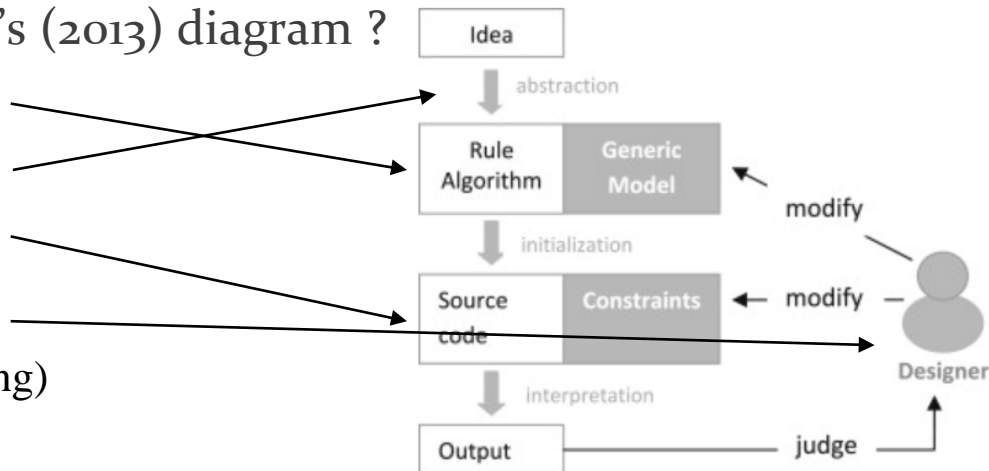 's (2013) diagram ?
Idea
abstraction
Rule
Algorithm
Generic
Model
modify
initialization
Source
code
Constraints
modify
Designer
ng)
interpretation
Output
judge